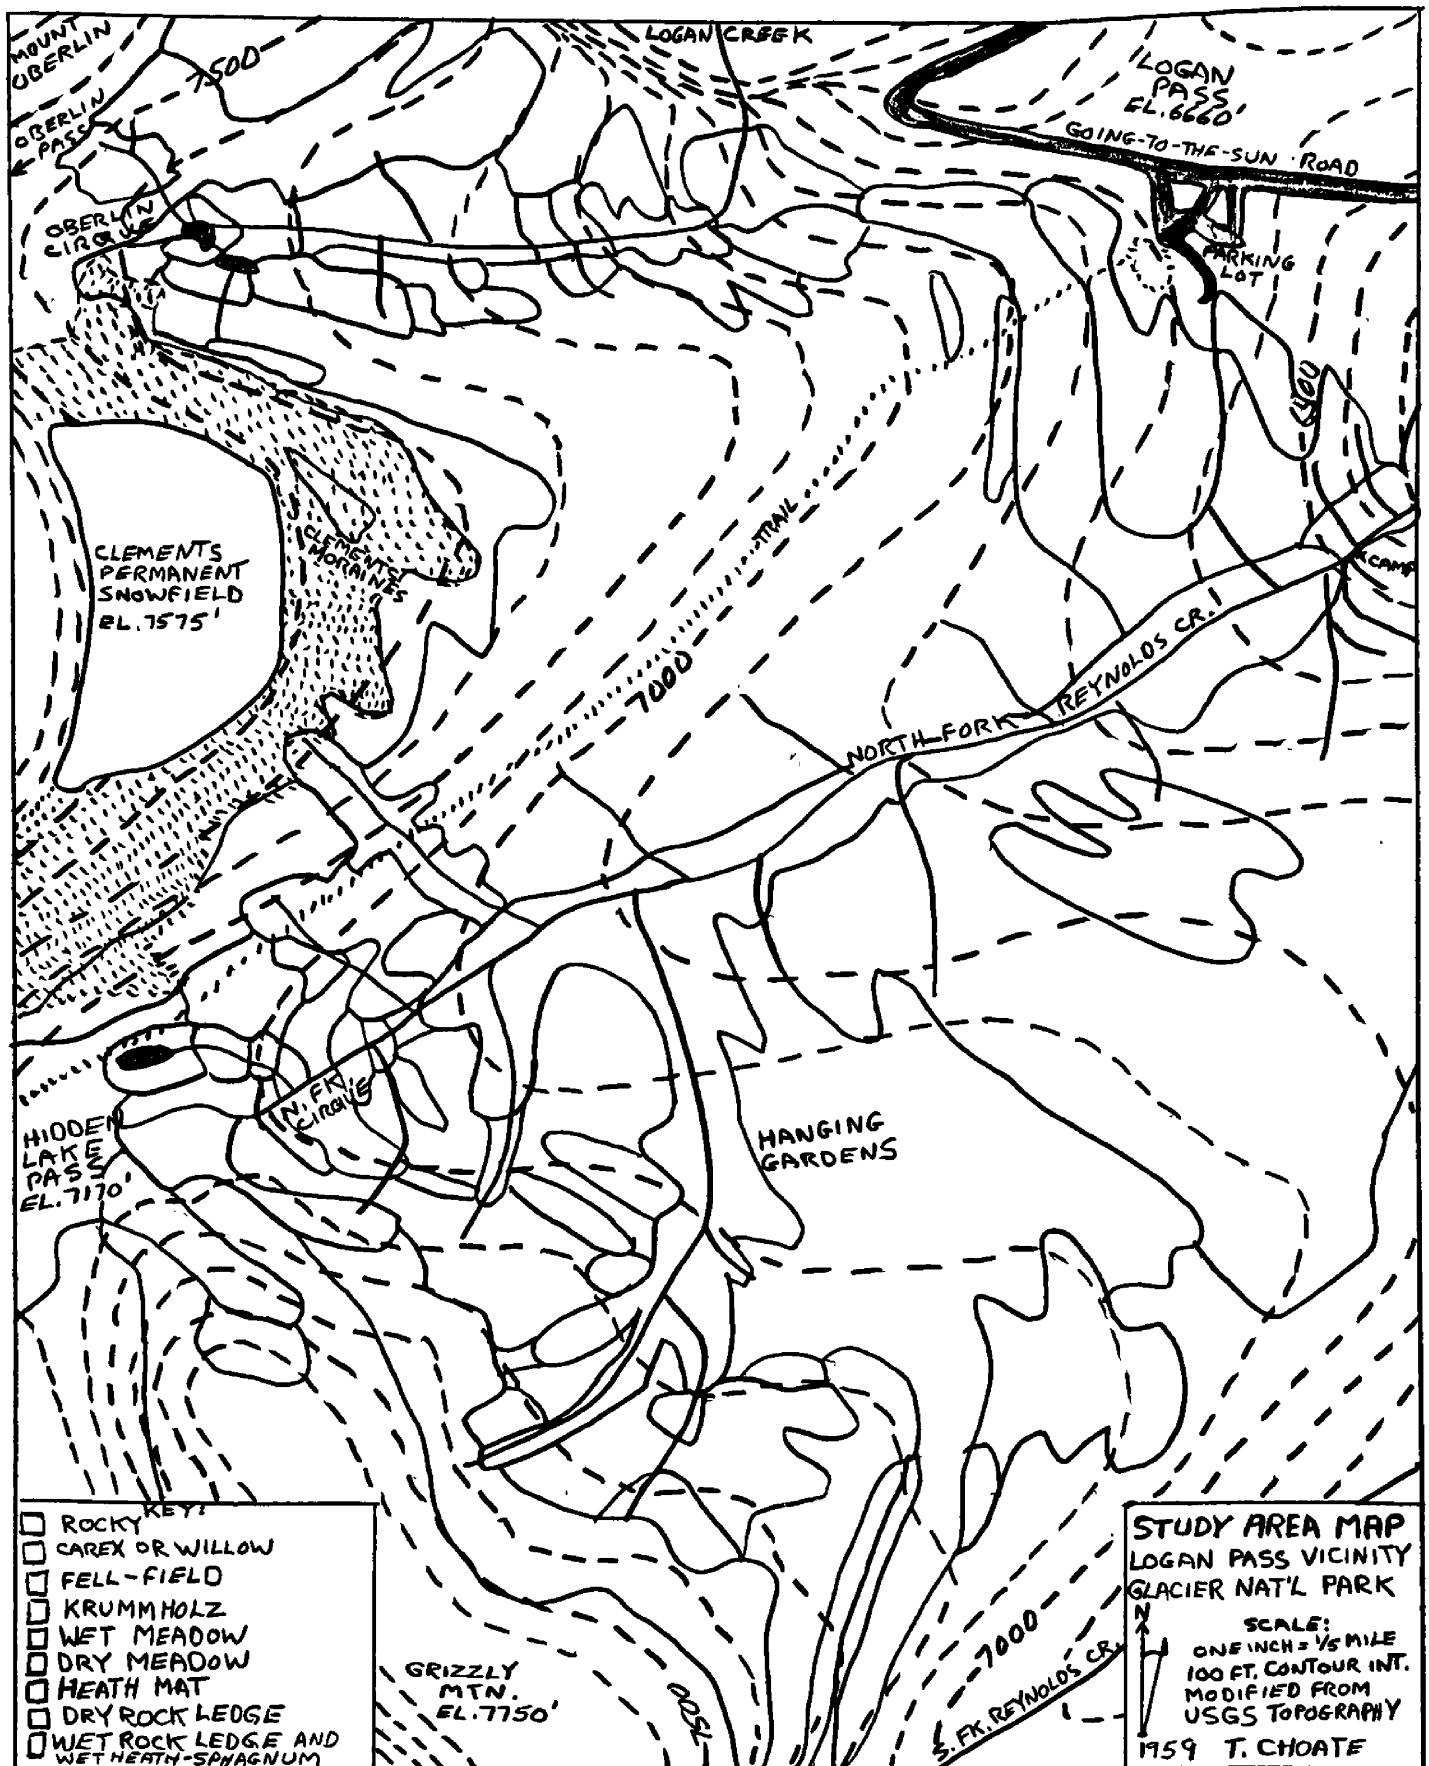 MOUNT
OBERLIN
7500
LOGAN CREEK
LOGAN
PASS
EL. 6660'
OBERLIN
PASS
GOING-TO-THE-SUN ROAD
OBERLIN
CIRQUE
PARKING
LOT
CLEMENTS
PERMANENT
SNOWFIELD
EL. 7575'
CLEMENTS
MORAINES
TRAIL
CAMP
7000
NORTH FORK REYNOLDS CR.
N. FK.
CIRQUE
HIDDEN
LAKE
PASS
EL. 7170'
HANGING
GARDENS
KEY:
ROCKY
CAREX OR WILLOW
FELL-FIELD
KRUMMHOLZ
WET MEADOW
DRY MEADOW
HEATH MAT
DRY ROCK LEDGE
WET ROCK LEDGE AND
WET HEATH-SPHAGNUM
GRIZZLY
MTN.
EL. 7750'
7500
7000
S. FK. REYNOLDS CR.
STUDY AREA MAP
LOGAN PASS VICINITY
GLACIER NAT'L PARK
N
SCALE:
ONE INCH = 1/5 MILE
100 FT. CONTOUR INT.
MODIFIED FROM
USGS TOPOGRAPHY
1959 T. CHOATE